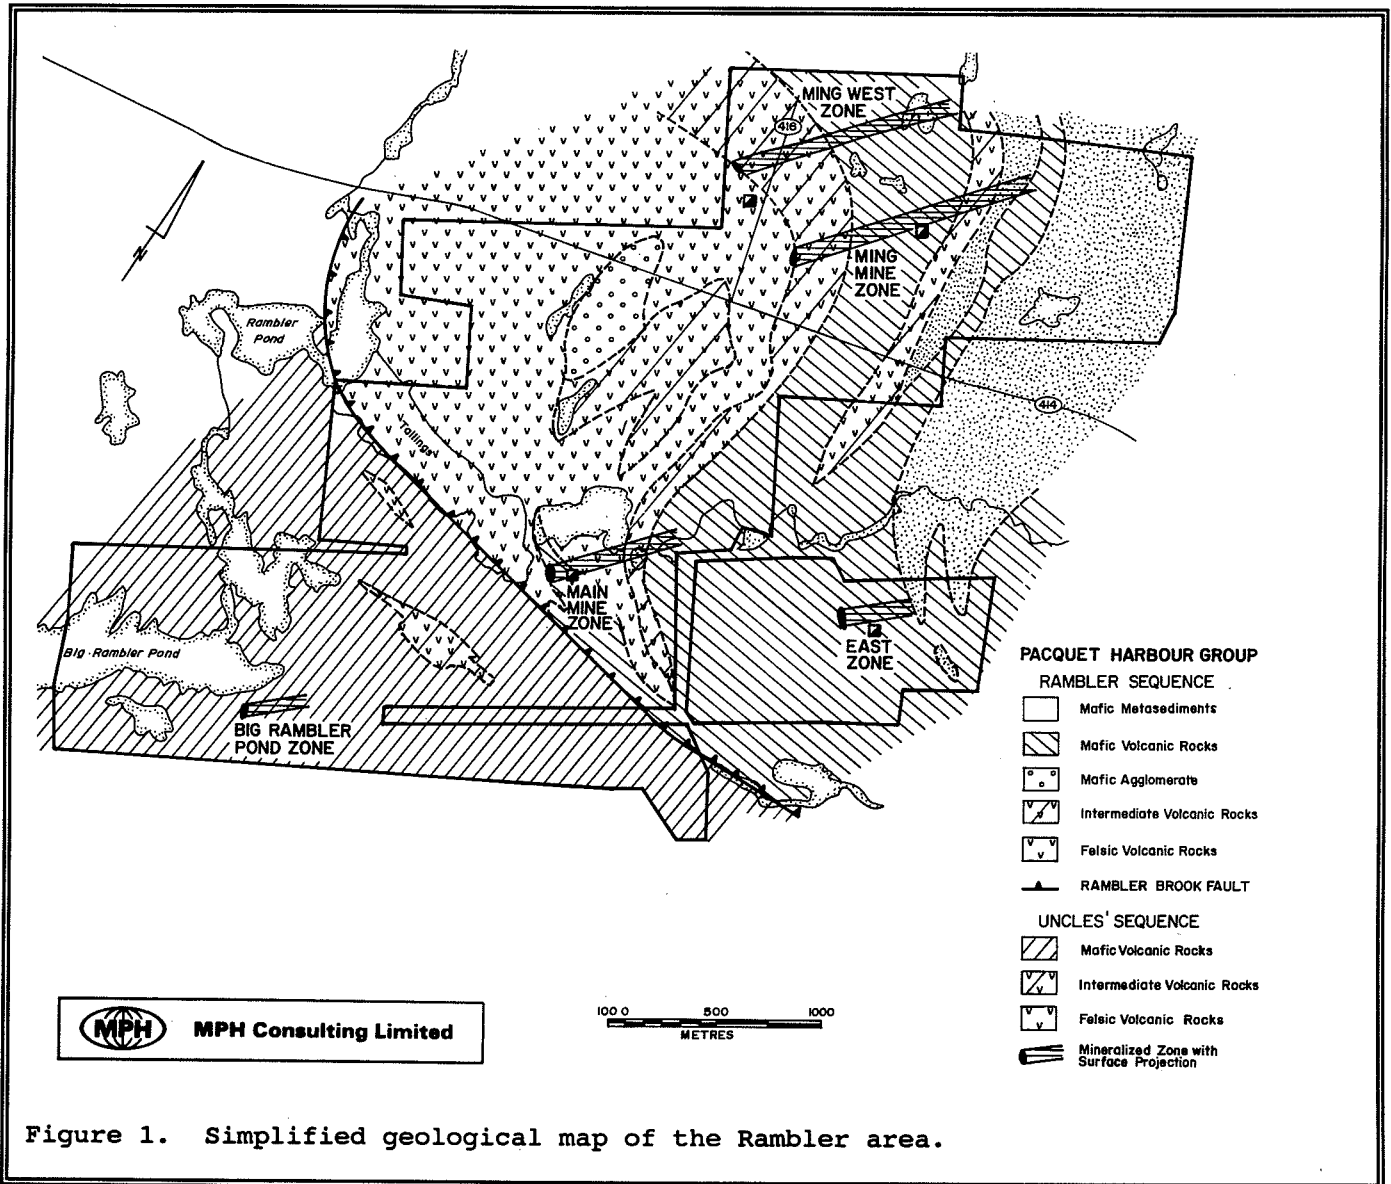 MING WEST
ZONE
418
N
MING
MINE
ZONE
Rambler
Pond
414
Tailings
MAIN
MINE
ZONE
EAST
ZONE
Big Rambler Pond
BIG RAMBLER
POND ZONE
PACQUET HARBOUR GROUP
RAMBLER SEQUENCE
Mafic Metasediments
Mafic Volcanic Rocks
Mafic Agglomerate
Intermediate Volcanic Rocks
Felsic Volcanic Rocks
RAMBLER BROOK FAULT
UNCLES' SEQUENCE
Mafic Volcanic Rocks
Intermediate Volcanic Rocks
Felsic Volcanic Rocks
Mineralized Zone with
Surface Projection
MPH MPH Consulting Limited
100 0 500 1000
METRES
Figure 1. Simplified geological map of the Rambler area.